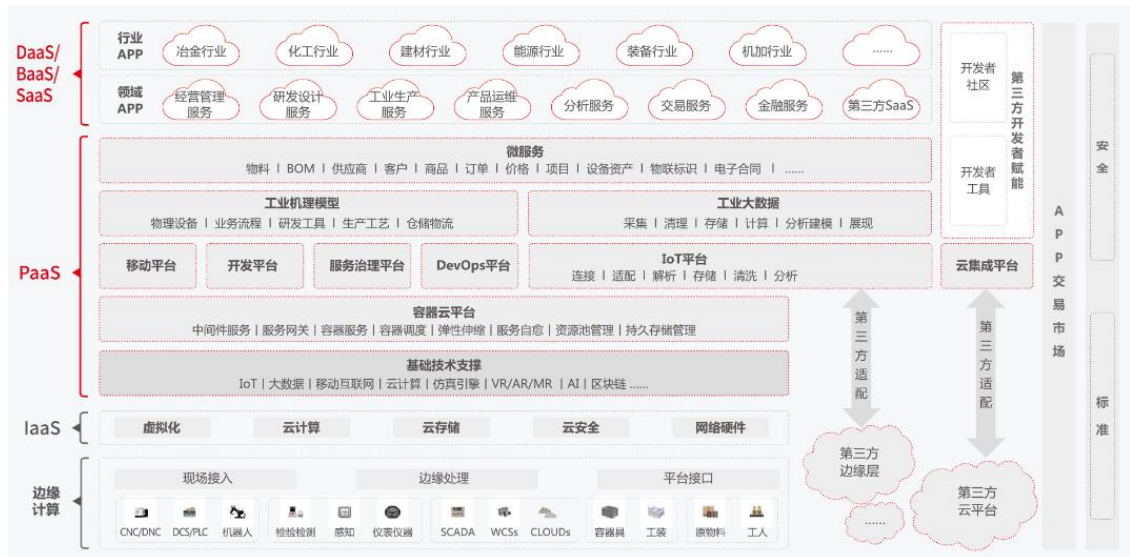 DaaS/
BaaS/
SaaS
行业
APP
冶金行业
化工行业
建材行业
能源行业
装备行业
机加行业
......
领域
APP
经营管理
服务
研发设计
服务
工业生产
服务
产品运维
服务
分析服务
交易服务
金融服务
第三方SaaS
开发者
社区
开发者
工具
第三方开发者赋能
PaaS
微服务
物料 | BOM | 供应商 | 客户 | 商品 | 订单 | 价格 | 项目 | 设备资产 | 物联标识 | 电子合同 | ......
工业机理模型
物理设备 | 业务流程 | 研发工具 | 生产工艺 | 仓储物流
工业大数据
采集 | 清理 | 存储 | 计算 | 分析建模 | 展现
移动平台
开发平台
服务治理平台
DevOps平台
IoT平台
连接 | 适配 | 解析 | 存储 | 清洗 | 分析
云集成平台
容器云平台
中间件服务 | 服务网关 | 容器服务 | 容器调度 | 弹性伸缩 | 服务自愈 | 资源池管理 | 持久存储管理
基础技术支撑
IoT | 大数据 | 移动互联网 | 云计算 | 仿真引擎 | VR/AR/MR | AI | 区块链 ......
第三方适配
第三方适配
IaaS
虚拟化
云计算
云存储
云安全
网络硬件
边缘
计算
现场接入
边缘处理
平台接口
CNC/DNC
DCS/PLC
机器人
检捡检测
感知
仪表仪器
SCADA
WCSs
CLOUDs
容器具
工装
原物料
工人
第三方
边缘层
......
第三方
云平台
APP交易市场
安全
标准